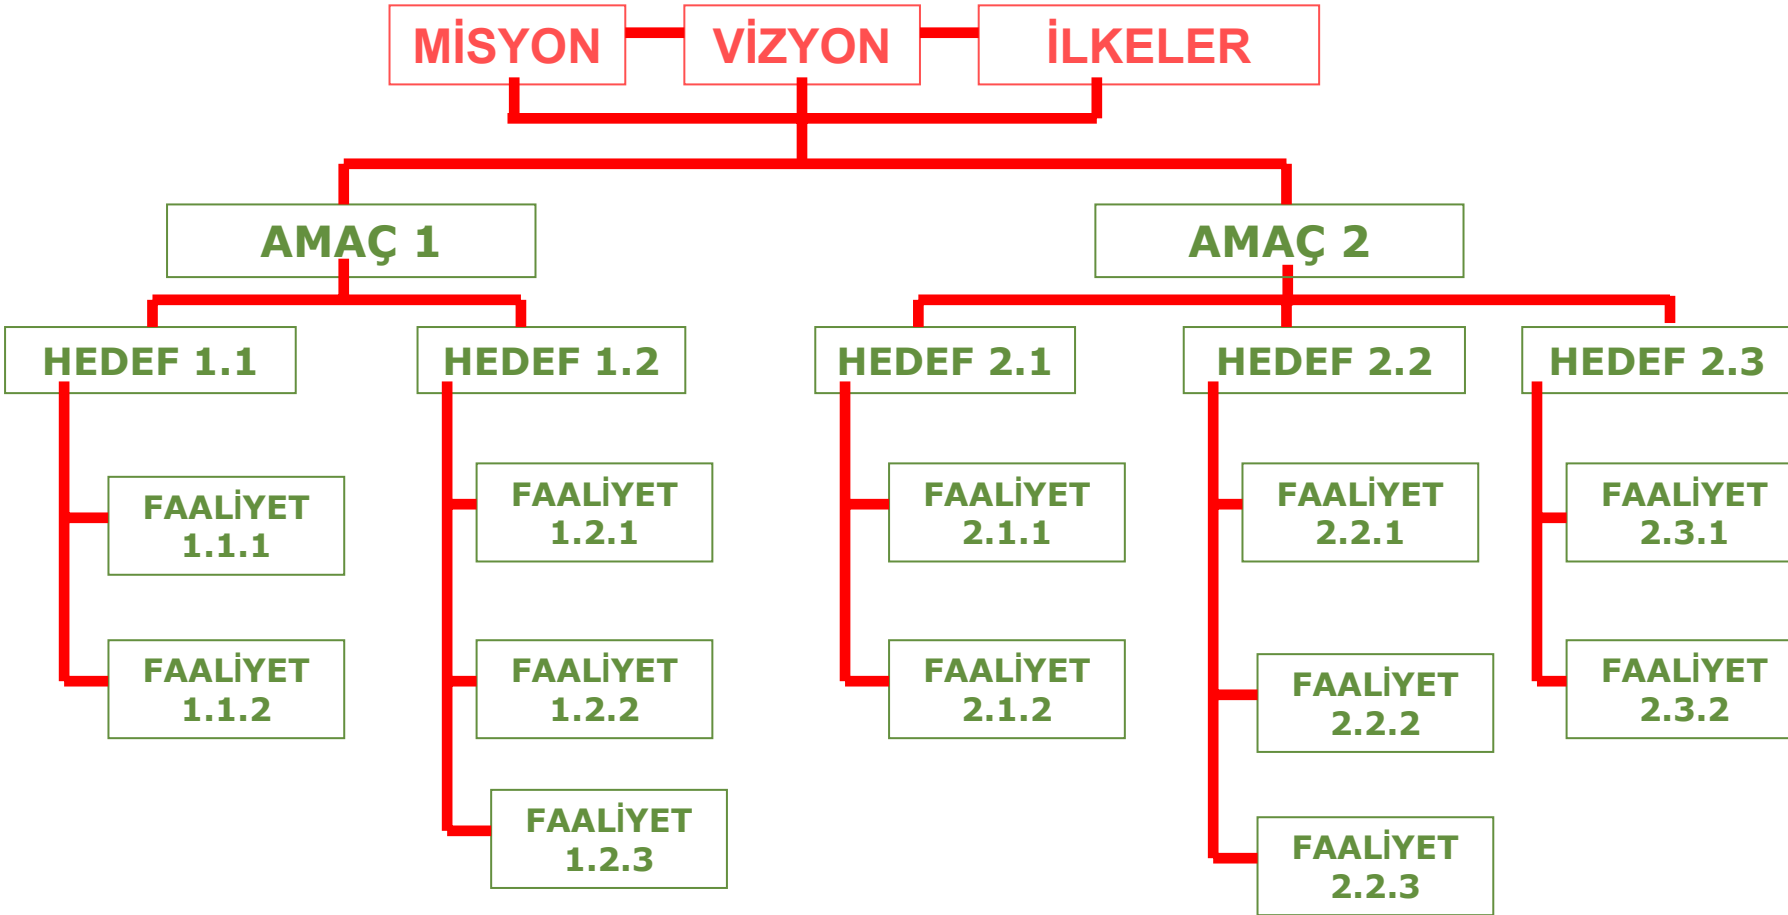 MİSYON
VİZYON
İLKELER
AMAÇ 1
AMAÇ 2
HEDEF 1.1
HEDEF 1.2
HEDEF 2.1
HEDEF 2.2
HEDEF 2.3
FAALİYET
1.1.1
FAALİYET
1.2.1
FAALİYET
2.1.1
FAALİYET
2.2.1
FAALİYET
2.3.1
FAALİYET
1.1.2
FAALİYET
1.2.2
FAALİYET
2.1.2
FAALİYET
2.2.2
FAALİYET
2.3.2
FAALİYET
1.2.3
FAALİYET
2.2.3